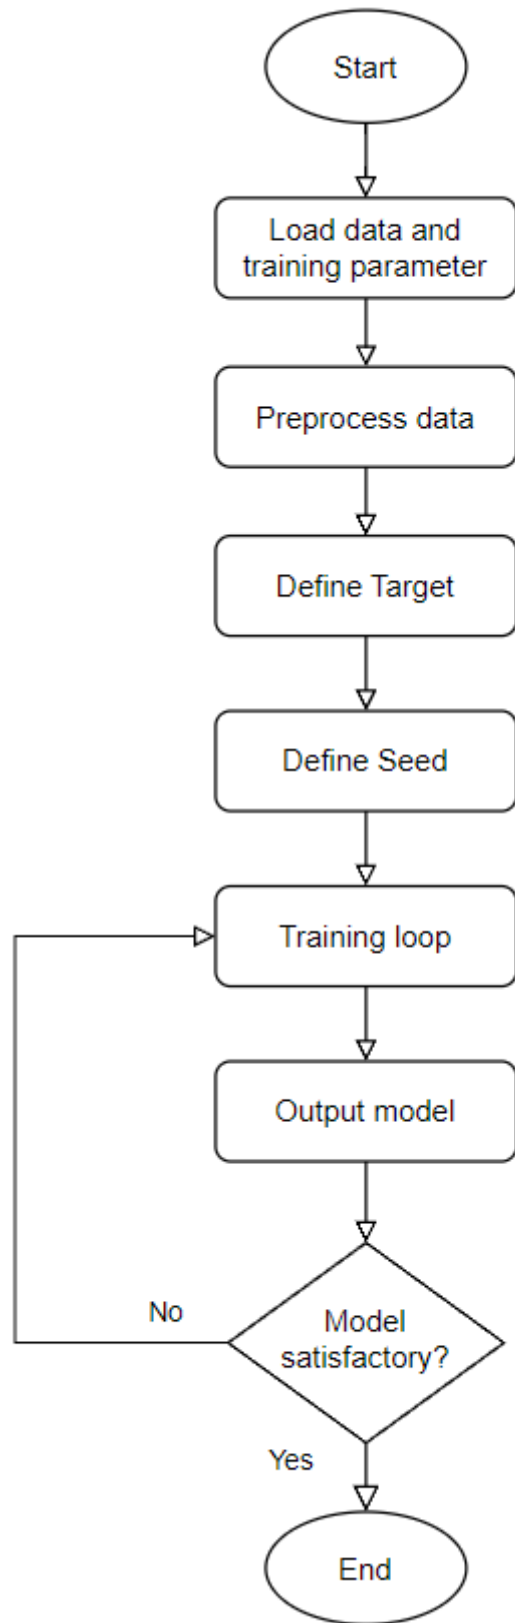 Start
Load data and
training parameter
Preprocess data
Define Target
Define Seed
Training loop
Output model
No
Model
satisfactory?
Yes
End